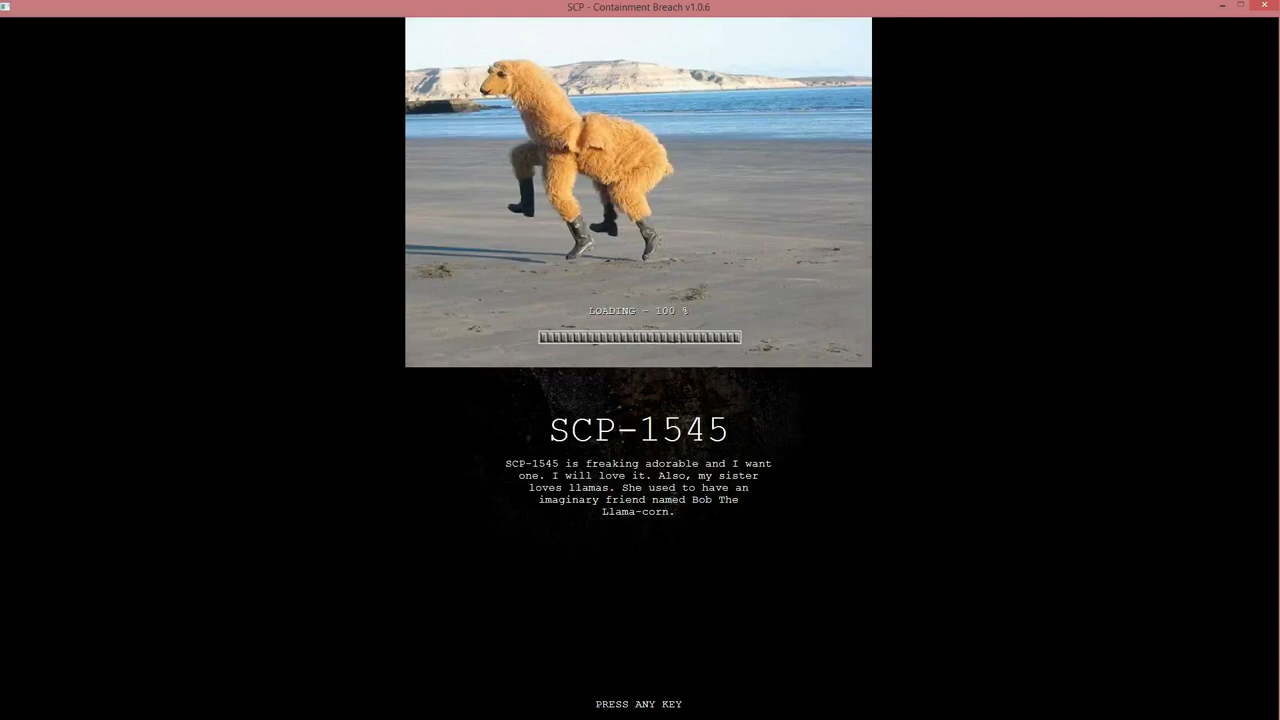 SCP - Containment Breach v1.0.6
LOADING - 100 %
SCP-1545
SCP-1545 is freaking adorable and I want
one. I will love it. Also, my sister
loves llamas. She used to have an
imaginary friend named Bob The
Llama-corn.
PRESS ANY KEY